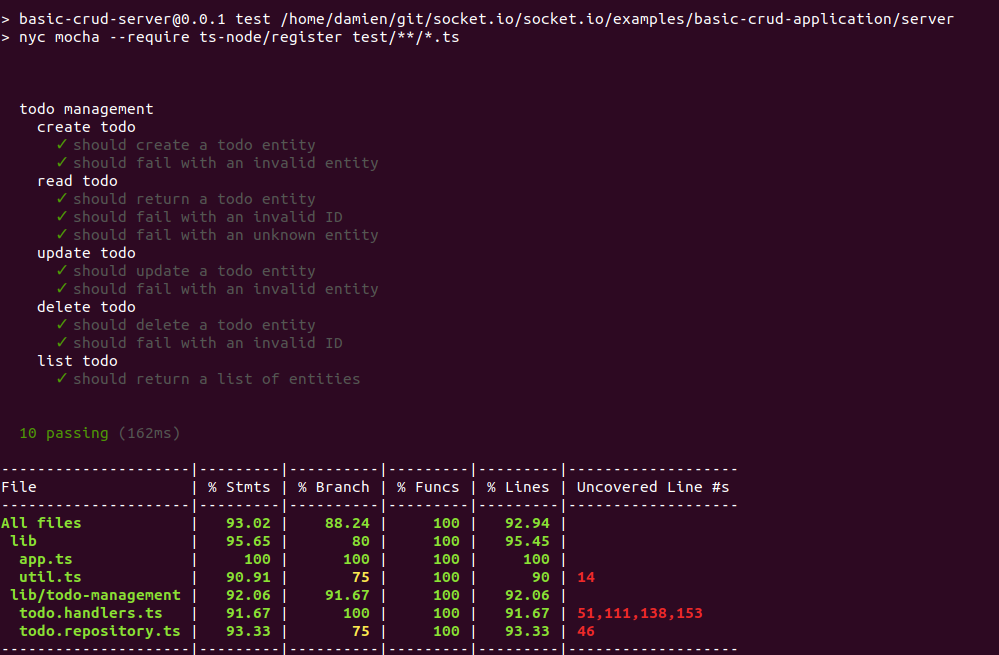 > basic-crud-server@0.0.1 test /home/damien/git/socket.io/socket.io/examples/basic-crud-application/server
> nyc mocha --require ts-node/register test/**/*.ts
todo management
create todo
✓ should create a todo entity
✓ should fail with an invalid entity
read todo
✓ should return a todo entity
✓ should fail with an invalid ID
✓ should fail with an unknown entity
update todo
✓ should update a todo entity
✓ should fail with an invalid entity
delete todo
✓ should delete a todo entity
✓ should fail with an invalid ID
list todo
✓ should return a list of entities
10 passing (162ms)
---------------------|---------|----------|---------|---------|-------------------
File                 | % Stmts | % Branch | % Funcs | % Lines | Uncovered Line #s
---------------------|---------|----------|---------|---------|-------------------
All files            |   93.02 |    88.24 |     100 |   92.94 |
 lib                 |   95.65 |       80 |     100 |   95.45 |
  app.ts             |     100 |      100 |     100 |     100 |
  util.ts            |   90.91 |       75 |     100 |      90 | 14
 lib/todo-management |   92.06 |    91.67 |     100 |   92.06 |
  todo.handlers.ts   |   91.67 |      100 |     100 |   91.67 | 51,111,138,153
  todo.repository.ts |   93.33 |       75 |     100 |   93.33 | 46
---------------------|---------|----------|---------|---------|-------------------